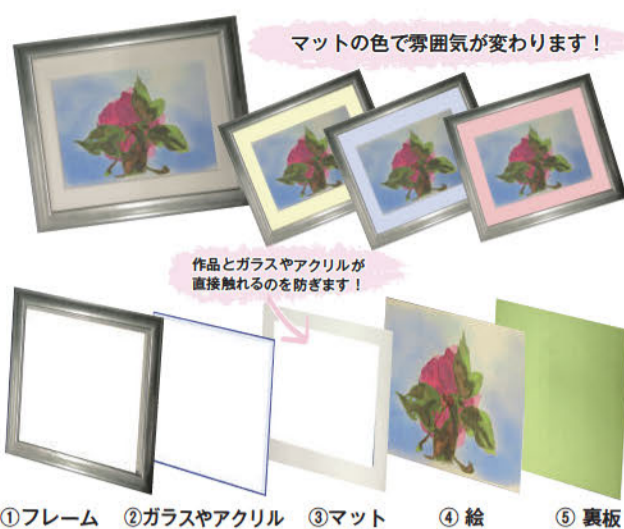 マットの色で雰囲気が変わります！
作品とガラスやアクリルが
直接触れるのを防ぎます！
①フレーム ②ガラスやアクリル ③マット ④ 絵 ⑤ 裏板